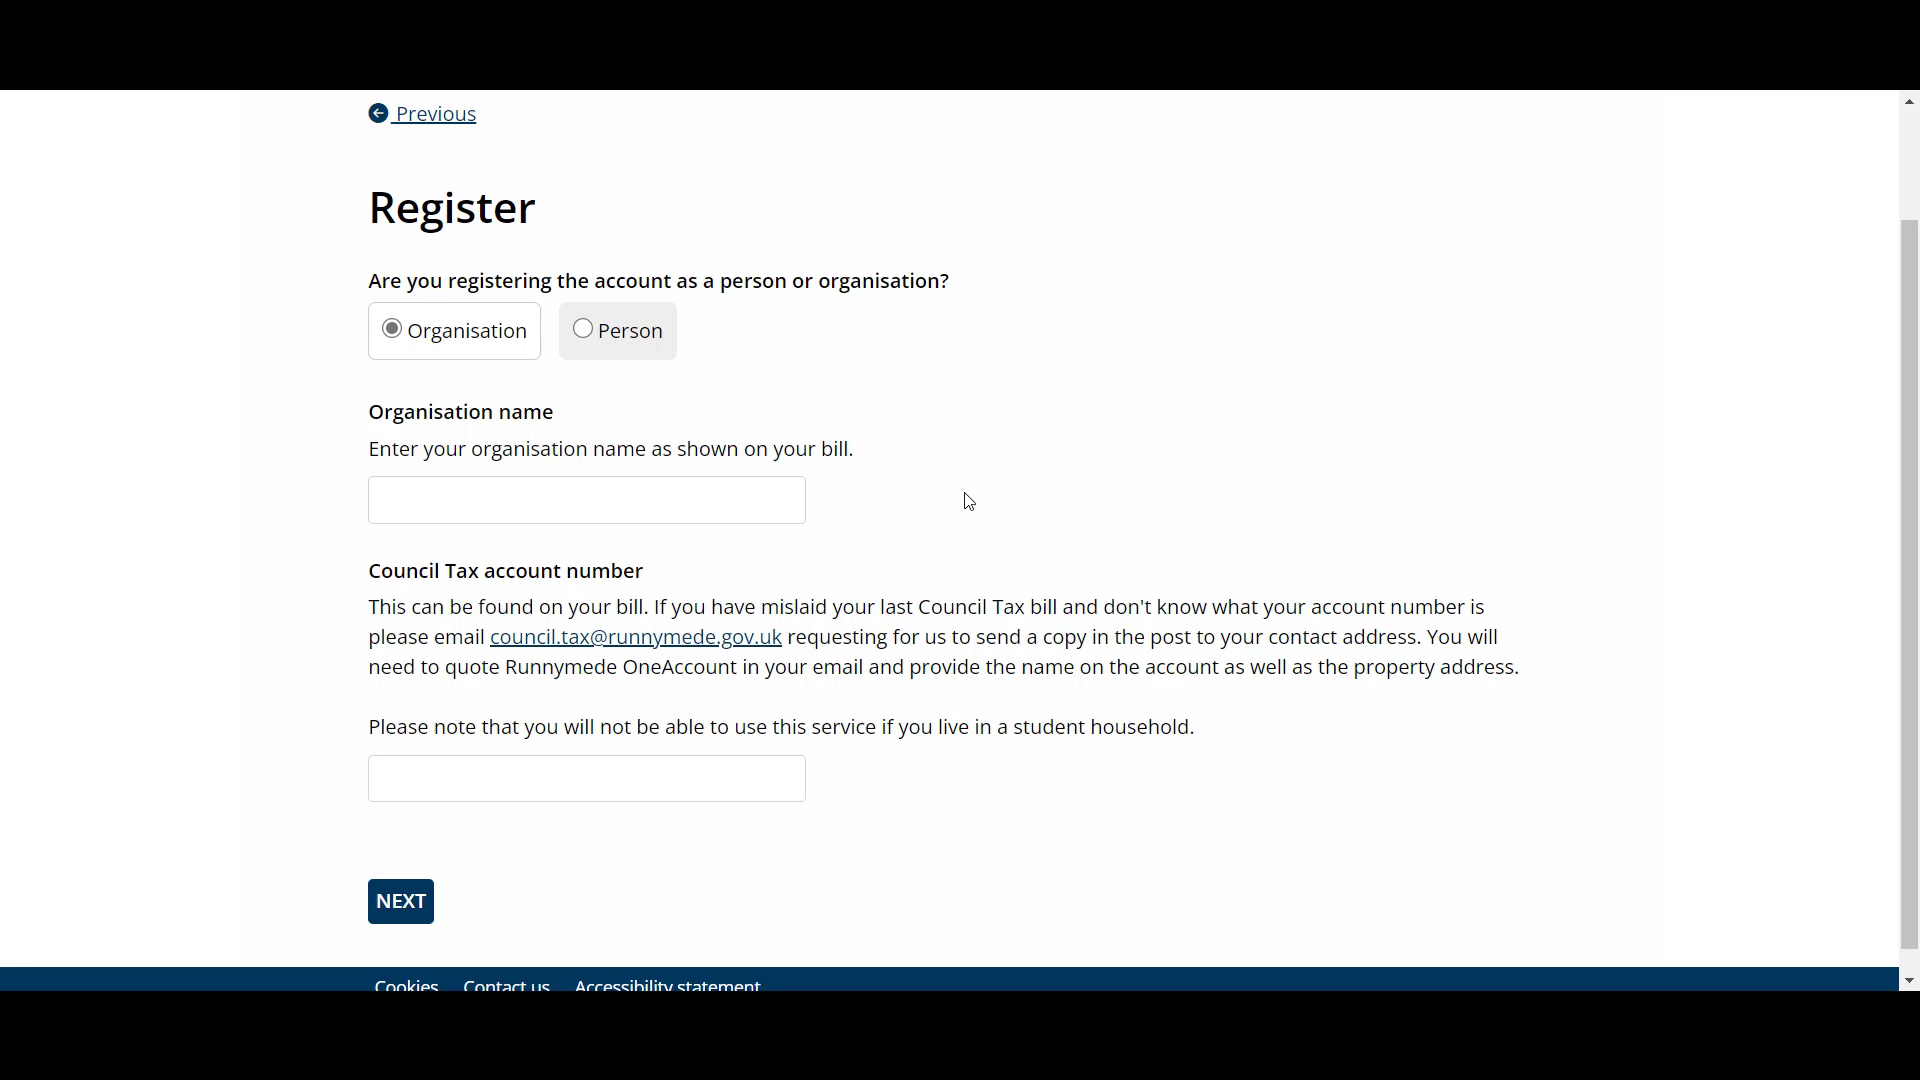 Previous
Register
Are you registering the account as a person or organisation?
Organisation Person
Organisation name
Enter your organisation name as shown on your bill.
Council Tax account number
This can be found on your bill. If you have mislaid your last Council Tax bill and don't know what your account number is
please email council.tax@runnymede.gov.uk requesting for us to send a copy in the post to your contact address. You will
need to quote Runnymede OneAccount in your email and provide the name on the account as well as the property address.
Please note that you will not be able to use this service if you live in a student household.
NEXT
Cookies Contact us Accessibility statement